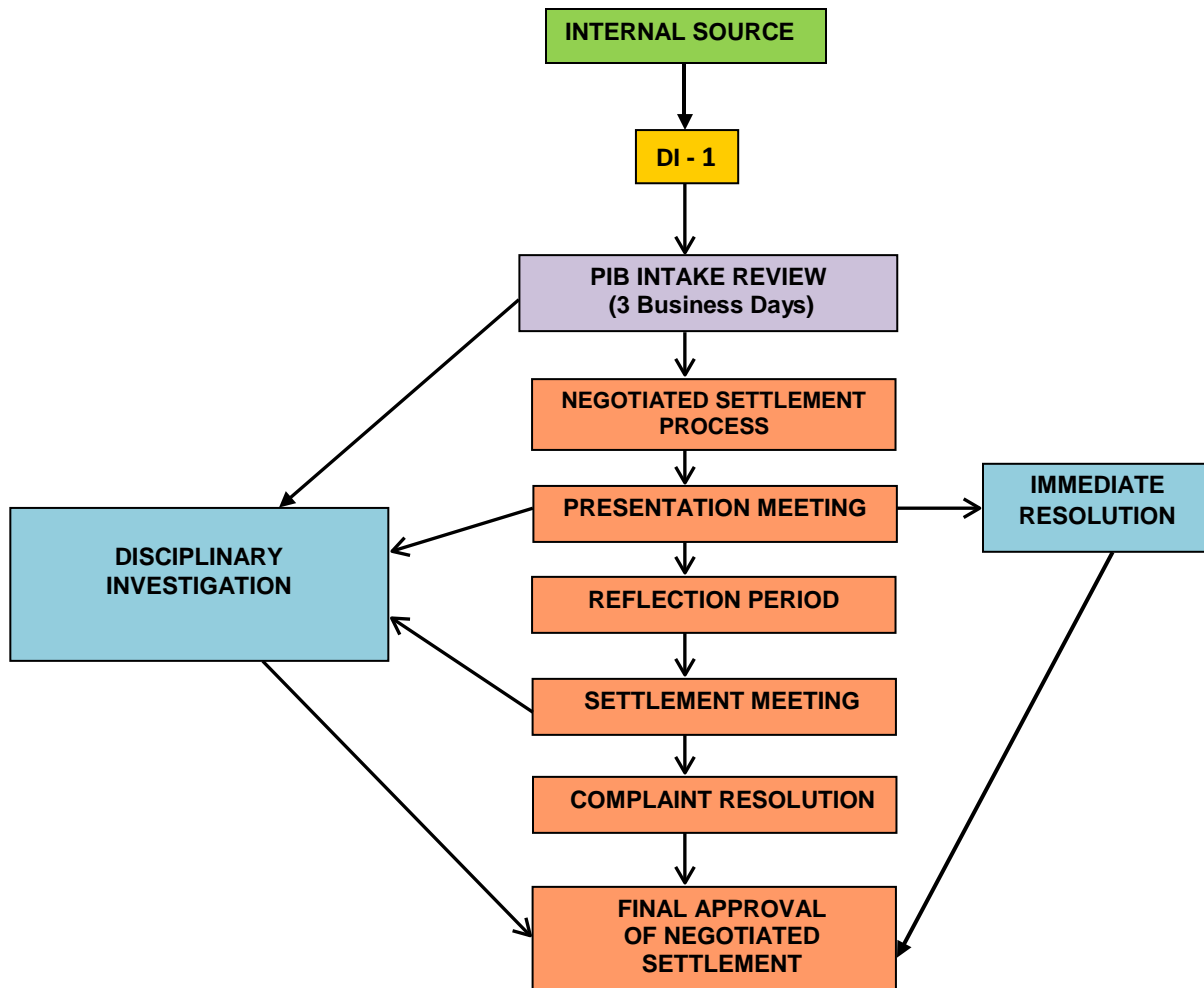 INTERNAL SOURCE
DI - 1
PIB INTAKE REVIEW
(3 Business Days)
NEGOTIATED SETTLEMENT
PROCESS
PRESENTATION MEETING
IMMEDIATE
RESOLUTION
DISCIPLINARY
INVESTIGATION
REFLECTION PERIOD
SETTLEMENT MEETING
COMPLAINT RESOLUTION
FINAL APPROVAL
OF NEGOTIATED
SETTLEMENT